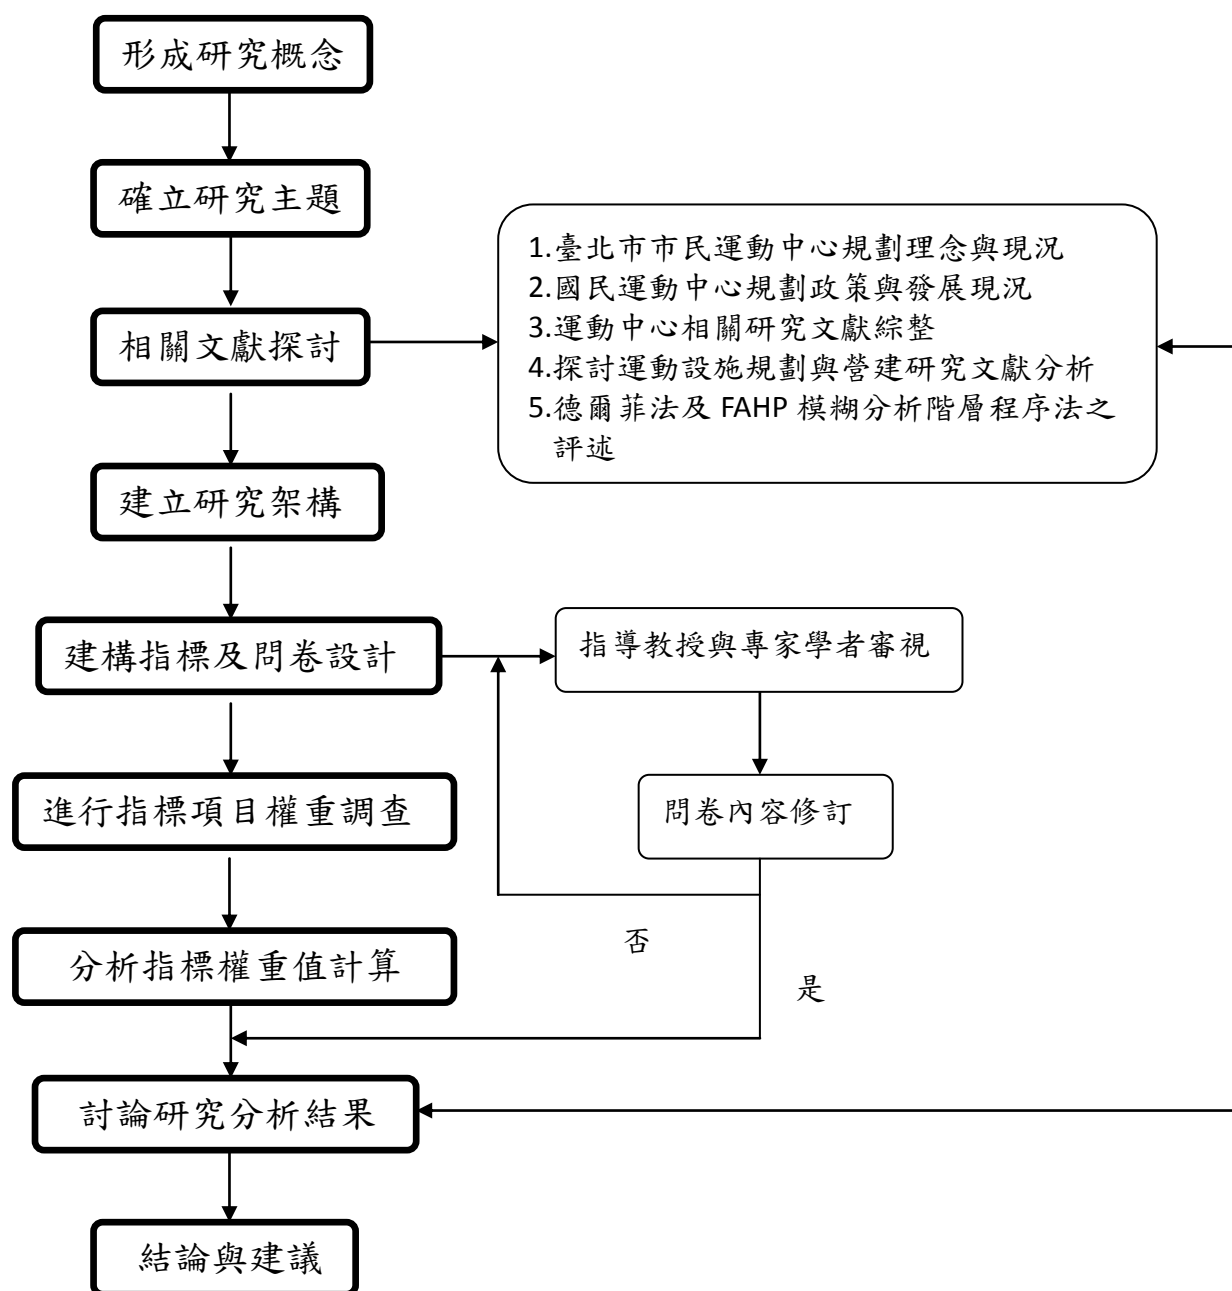 形成研究概念
確立研究主題
相關文獻探討
1.臺北市市民運動中心規劃理念與現況
2.國民運動中心規劃政策與發展現況
3.運動中心相關研究文獻綜整
4.探討運動設施規劃與營建研究文獻分析
5.德爾菲法及 FAHP 模糊分析階層程序法之
評述
建立研究架構
建構指標及問卷設計
指導教授與專家學者審視
進行指標項目權重調查
問卷內容修訂
否
分析指標權重值計算
是
討論研究分析結果
結論與建議